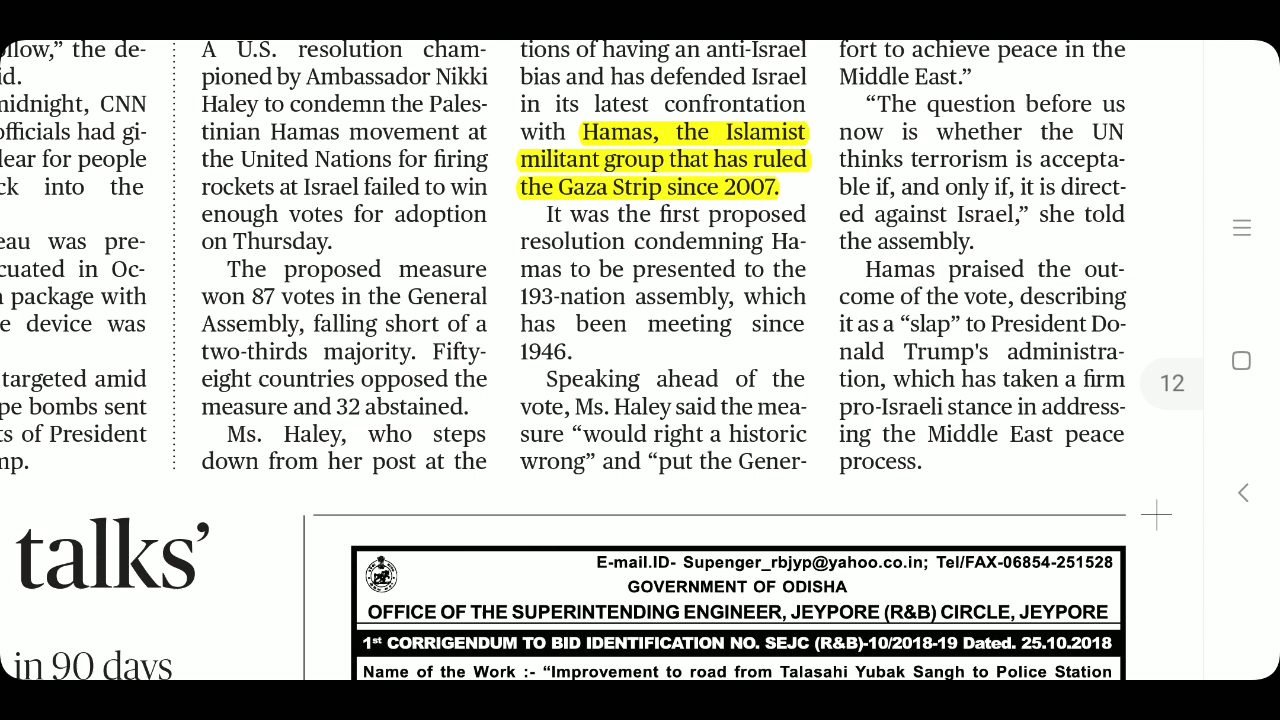 ollow,” the de-
id.
midnight, CNN
officials had gi-
lear for people
ck into the
eau was pre-
cuated in Oc-
package with
e device was
targeted amid
pe bombs sent
ts of President
mp.
A U.S. resolution cham-
pioned by Ambassador Nikki
Haley to condemn the Pales-
tinian Hamas movement at
the United Nations for firing
rockets at Israel failed to win
enough votes for adoption
on Thursday.
The proposed measure
won 87 votes in the General
Assembly, falling short of a
two-thirds majority. Fifty-
eight countries opposed the
measure and 32 abstained.
Ms. Haley, who steps
down from her post at the
tions of having an anti-Israel
bias and has defended Israel
in its latest confrontation
with Hamas, the Islamist
militant group that has ruled
the Gaza Strip since 2007.
It was the first proposed
resolution condemning Ha-
mas to be presented to the
193-nation assembly, which
has been meeting since
1946.
Speaking ahead of the
vote, Ms. Haley said the mea-
sure “would right a historic
wrong” and “put the Gener-
fort to achieve peace in the
Middle East.”
“The question before us
now is whether the UN
thinks terrorism is accepta-
ble if, and only if, it is direct-
ed against Israel,” she told
the assembly.
Hamas praised the out-
come of the vote, describing
it as a “slap” to President Do-
nald Trump's administra-
tion, which has taken a firm
pro-Israeli stance in address-
ing the Middle East peace
process.
12
talks’
in 90 days
E-mail.ID- Supenger_rbjyp@yahoo.co.in; Tel/FAX-06854-251528
GOVERNMENT OF ODISHA
OFFICE OF THE SUPERINTENDING ENGINEER, JEYPORE (R&B) CIRCLE, JEYPORE
1st CORRIGENDUM TO BID IDENTIFICATION NO. SEJC (R&B)-10/2018-19 Dated. 25.10.2018
Name of the Work :- “Improvement to road from Talasahi Yubak Sangh to Police Station